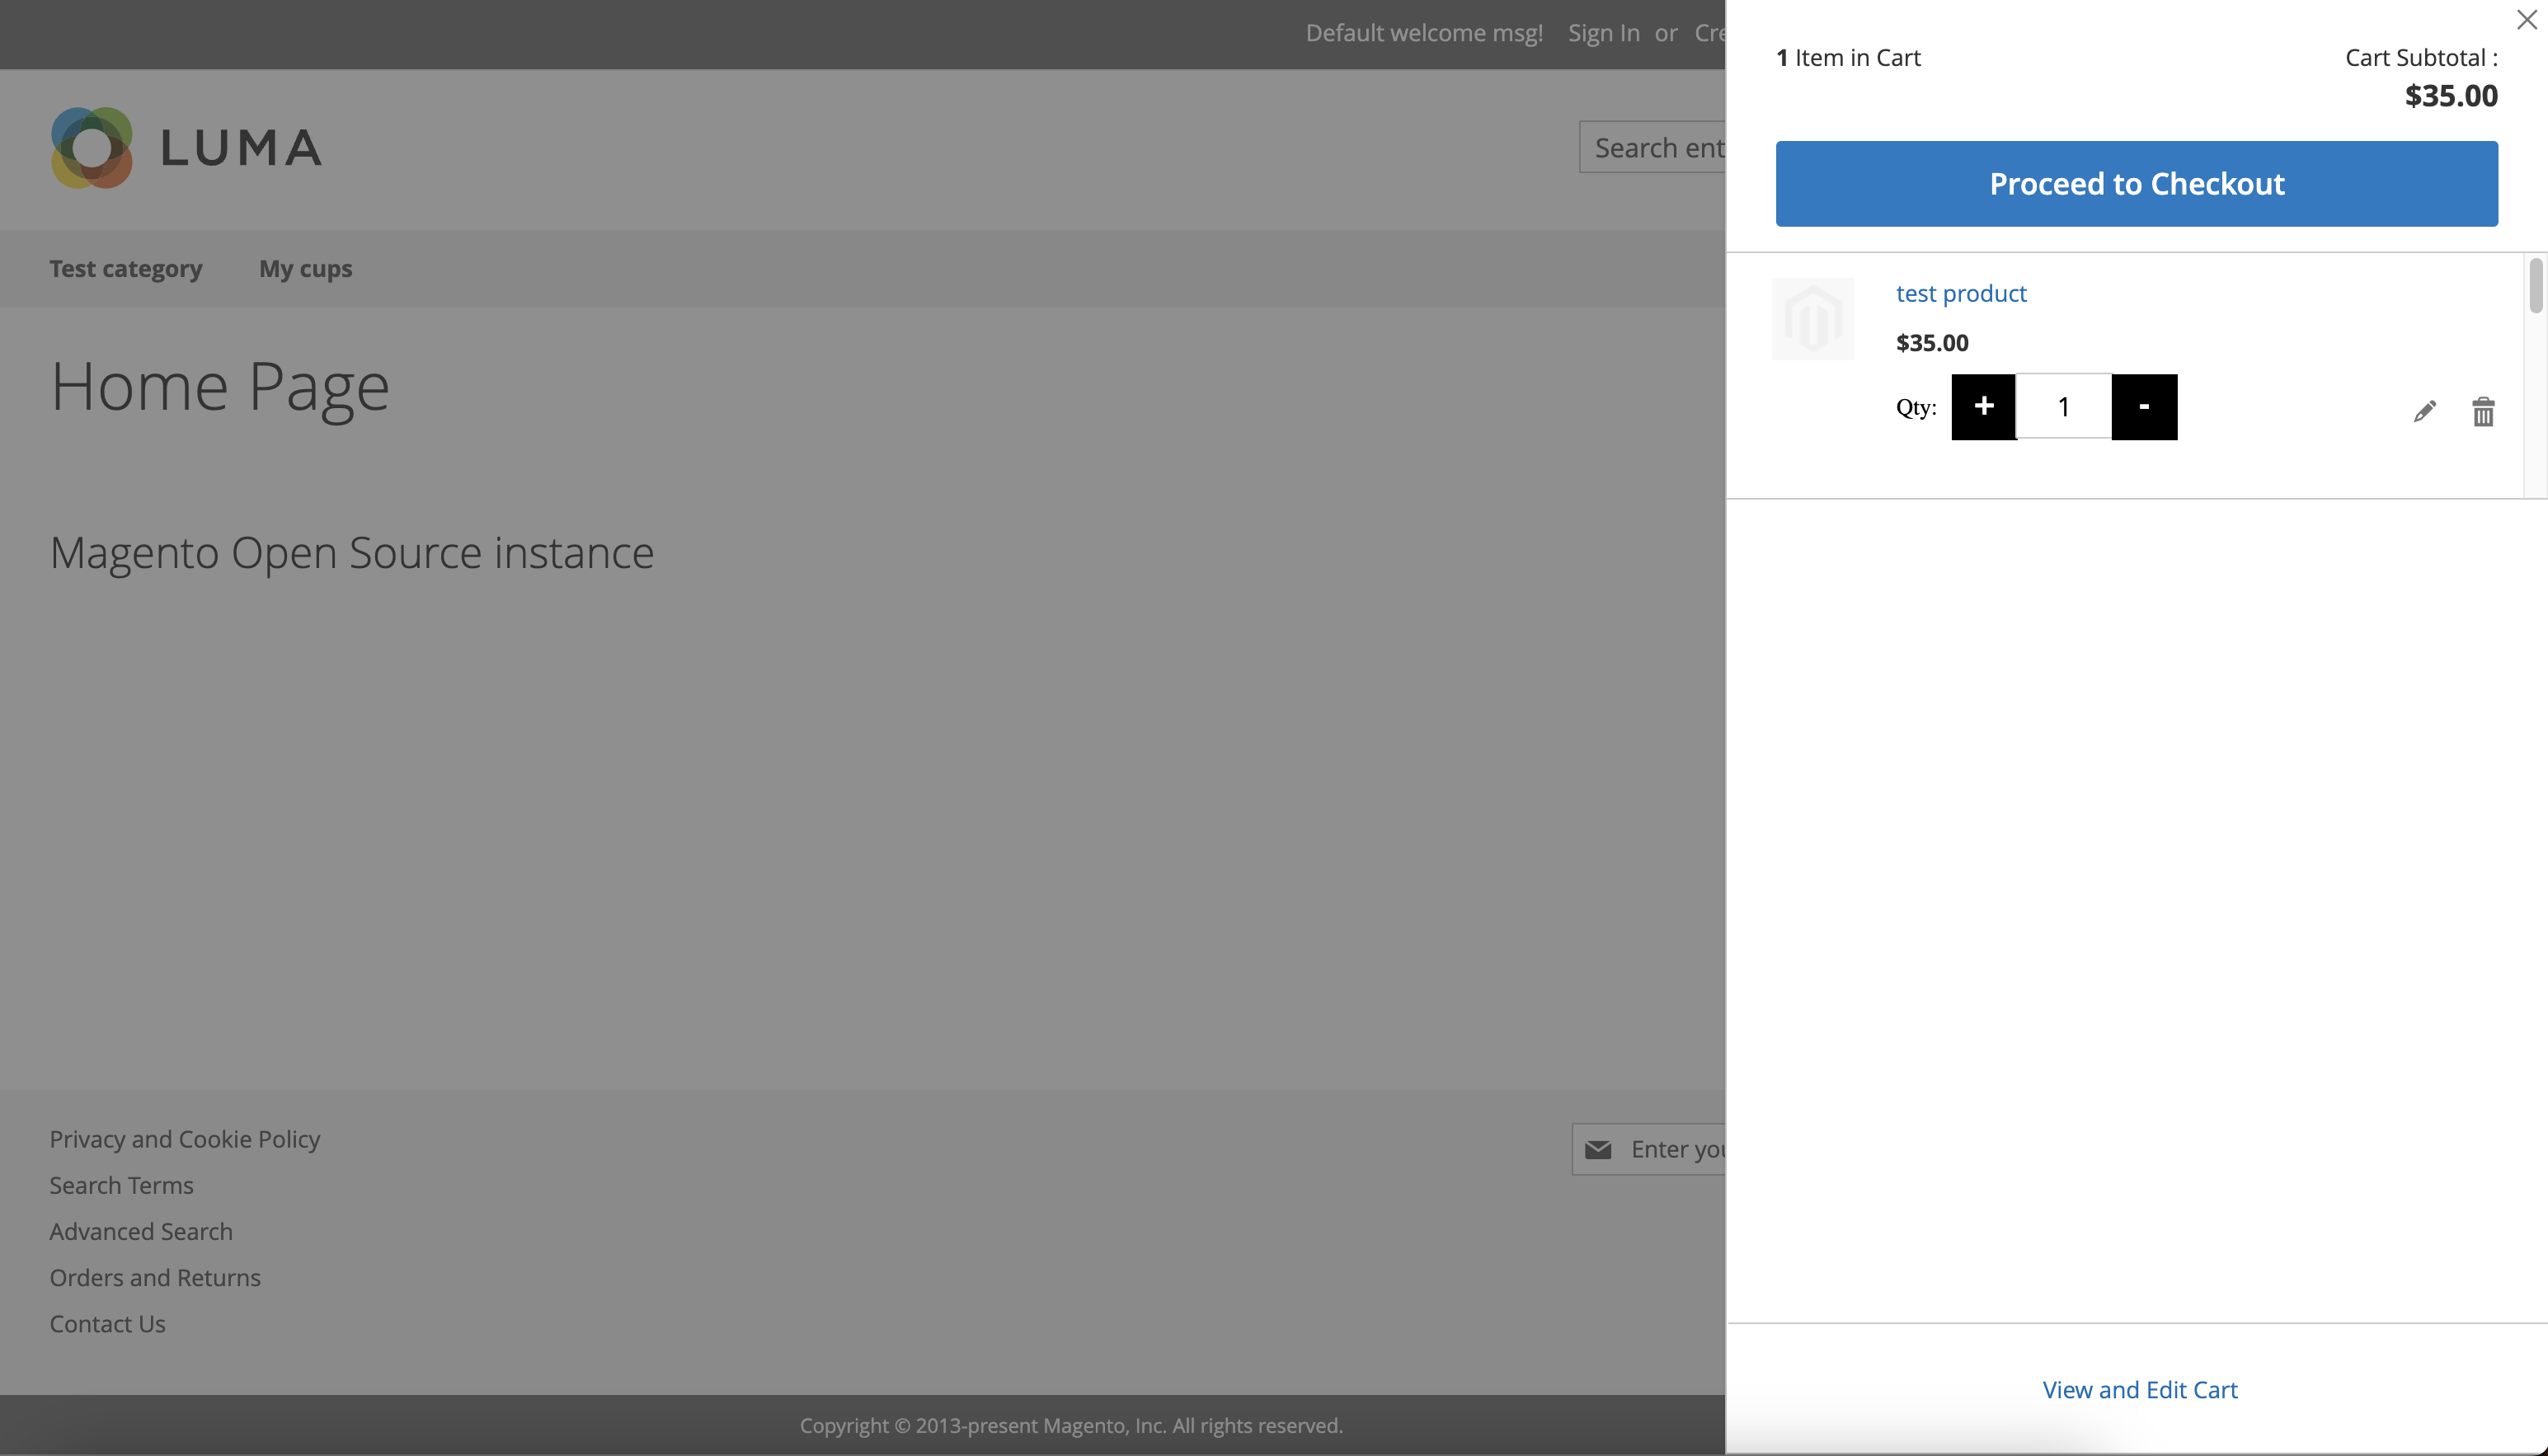 Default welcome msg! Sign In or Cre
LUMA
Search ent
Test category My cups
Home Page
Magento Open Source instance
Privacy and Cookie Policy
Search Terms
Advanced Search
Orders and Returns
Contact Us
Enter you
Copyright © 2013-present Magento, Inc. All rights reserved.
1 Item in Cart
Cart Subtotal :
$35.00
Proceed to Checkout
test product
$35.00
Qty: + 1 -
View and Edit Cart